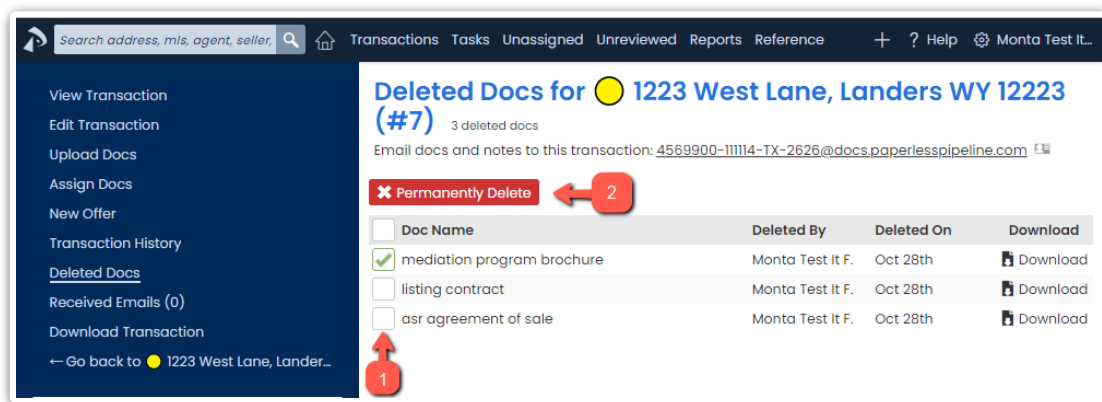 Search address, mls, agent, seller,
Transactions Tasks Unassigned Unreviewed Reports Reference + ? Help Monta Test It...
View Transaction
Edit Transaction
Upload Docs
Assign Docs
New Offer
Transaction History
Deleted Docs
Received Emails (0)
Download Transaction
← Go back to 1223 West Lane, Lander...
Deleted Docs for 1223 West Lane, Landers WY 12223
(#7) 3 deleted docs
Email docs and notes to this transaction: 4569900-111114-TX-2626@docs.paperlesspipeline.com
✖ Permanently Delete 2
Doc Name Deleted By Deleted On Download
mediation program brochure Monta Test It F. Oct 28th Download
listing contract Monta Test It F. Oct 28th Download
asr agreement of sale Monta Test It F. Oct 28th Download
1